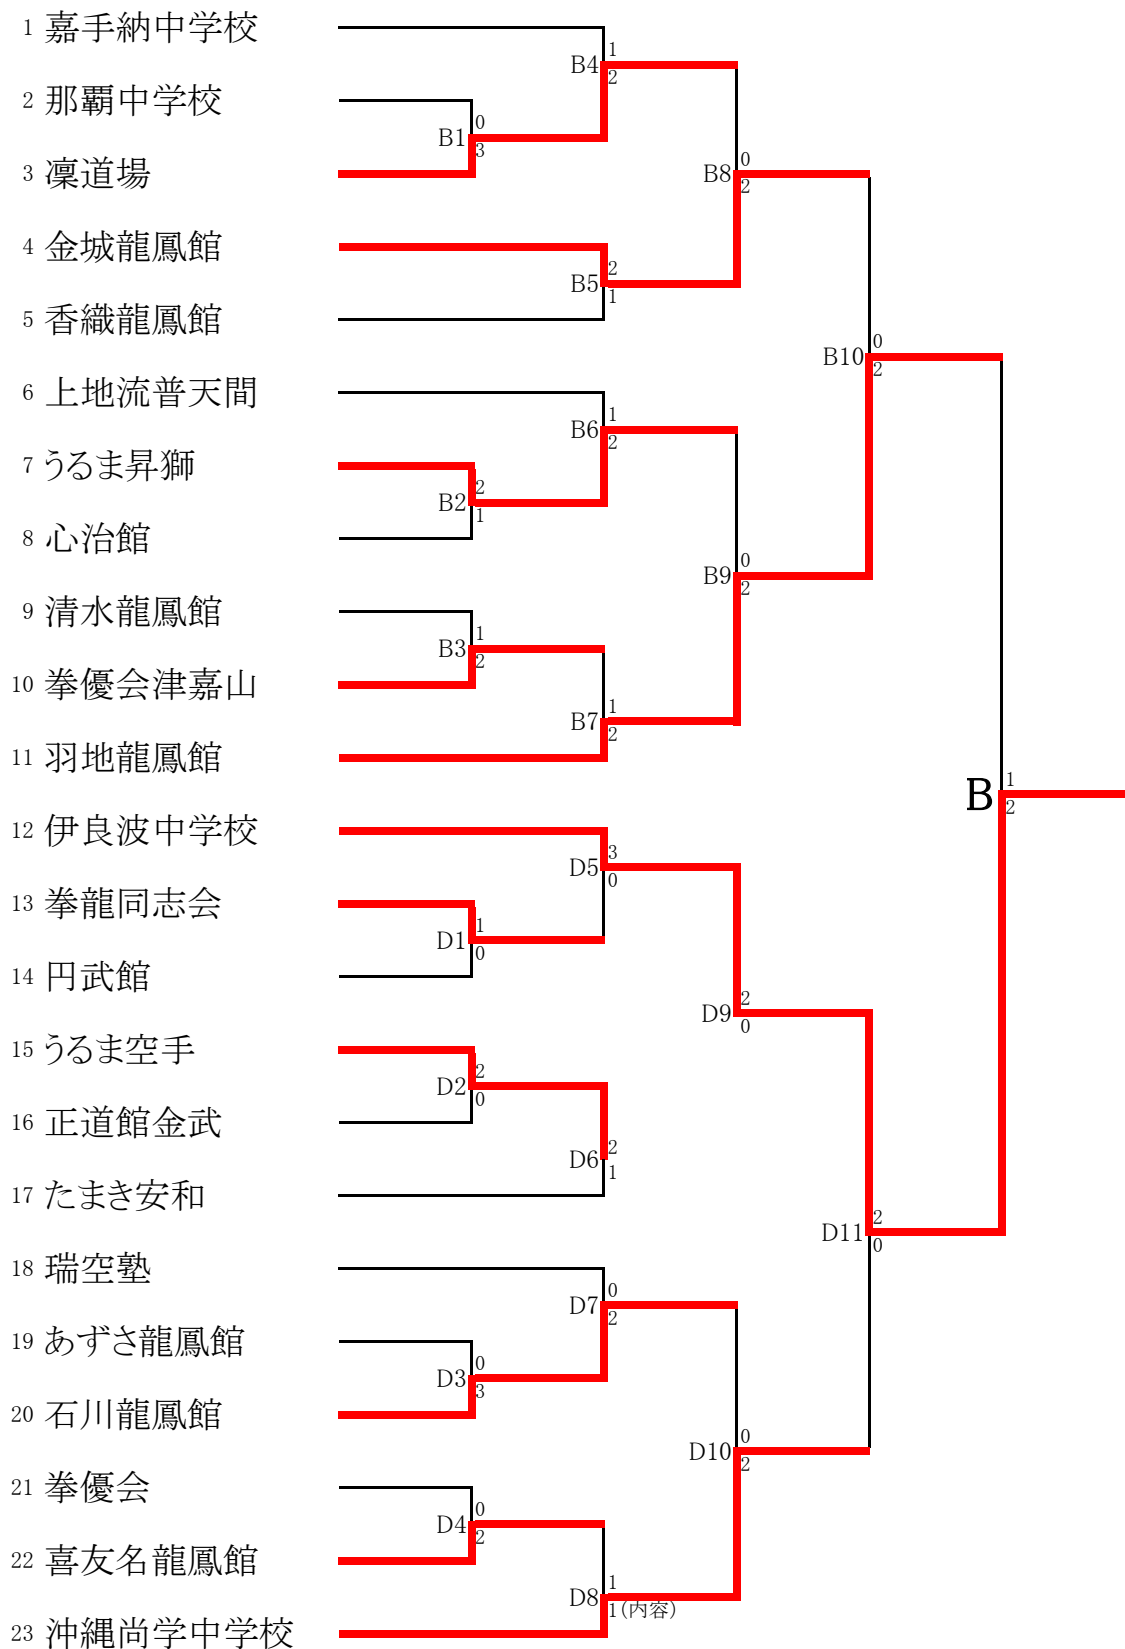 1 嘉手納中学校
2 那覇中学校
3 凜道場
4 金城龍鳳館
5 香織龍鳳館
6 上地流普天間
7 うるま昇獅
8 心治館
9 清水龍鳳館
10 拳優会津嘉山
11 羽地龍鳳館
12 伊良波中学校
13 拳龍同志会
14 円武館
15 うるま空手
16 正道館金武
17 たまき安和
18 瑞空塾
19 あずさ龍鳳館
20 石川龍鳳館
21 拳優会
22 喜友名龍鳳館
23 沖縄尚学中学校
B1
0
3
B2
2
1
B3
1
2
D1
1
0
D2
2
0
D3
0
3
D4
0
2
B4
1
2
B5
2
1
B6
1
2
B7
1
2
D5
3
0
D6
2
1
D7
0
2
D8
1
1(内容)
B8
0
2
B9
0
2
D9
2
0
D10
0
2
B10
0
2
D11
2
0
B
1
2